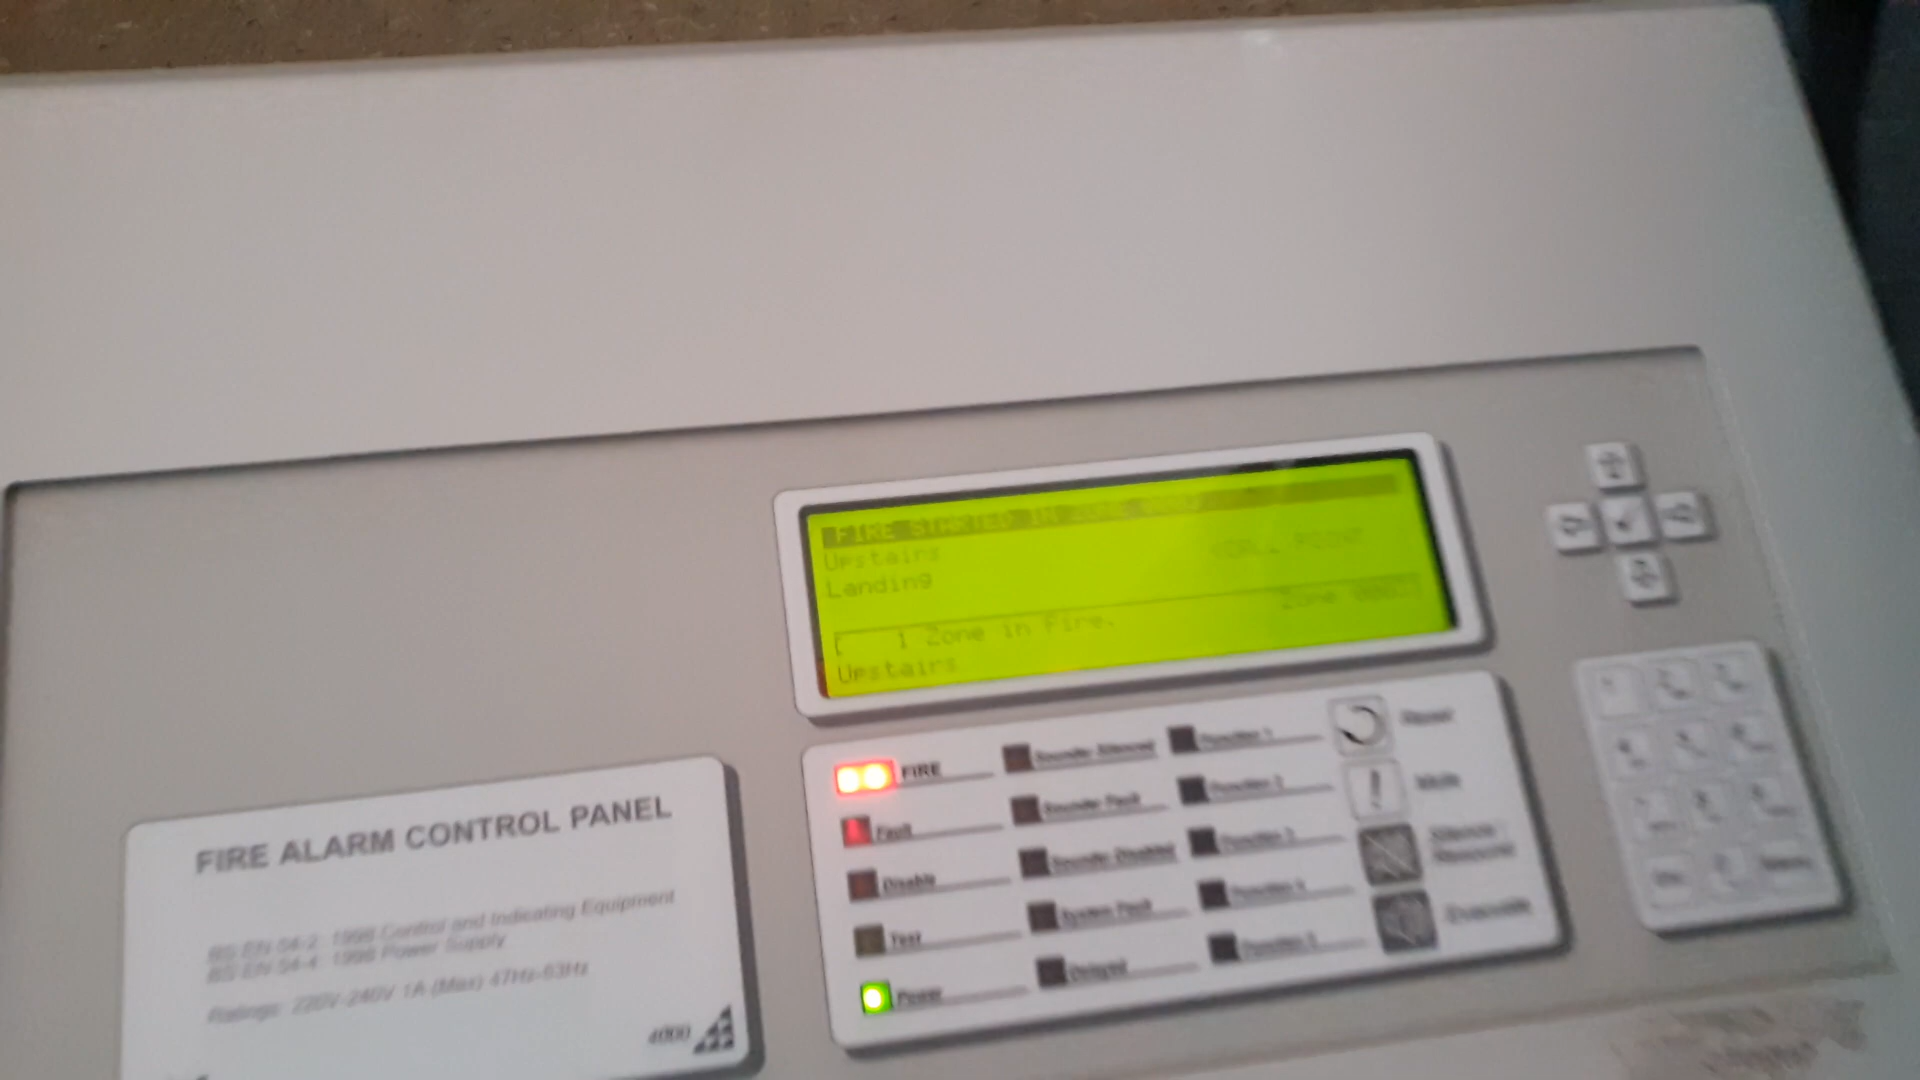 FIRE STARTED IN ZONE
Upstairs
CALL POINT
Landing
Zone
[ 1 Zone in Fire.
Upstairs
FIRE
Fault
Disable
Test
Power
Sounder Silenced
Sounder Fault
Sounder Disabled
System Fault
Delayed
Function 1
Function 2
Function 3
Function 4
Function 5
Reset
Mute
Silence
Resound
Evacuate
Menu
FIRE ALARM CONTROL PANEL
BS EN 54-2: 1998 Control and Indicating Equipment
BS EN 54-4: 1998 Power Supply
Ratings: 220V-240V 1A (Max) 47Hz-63Hz
4000